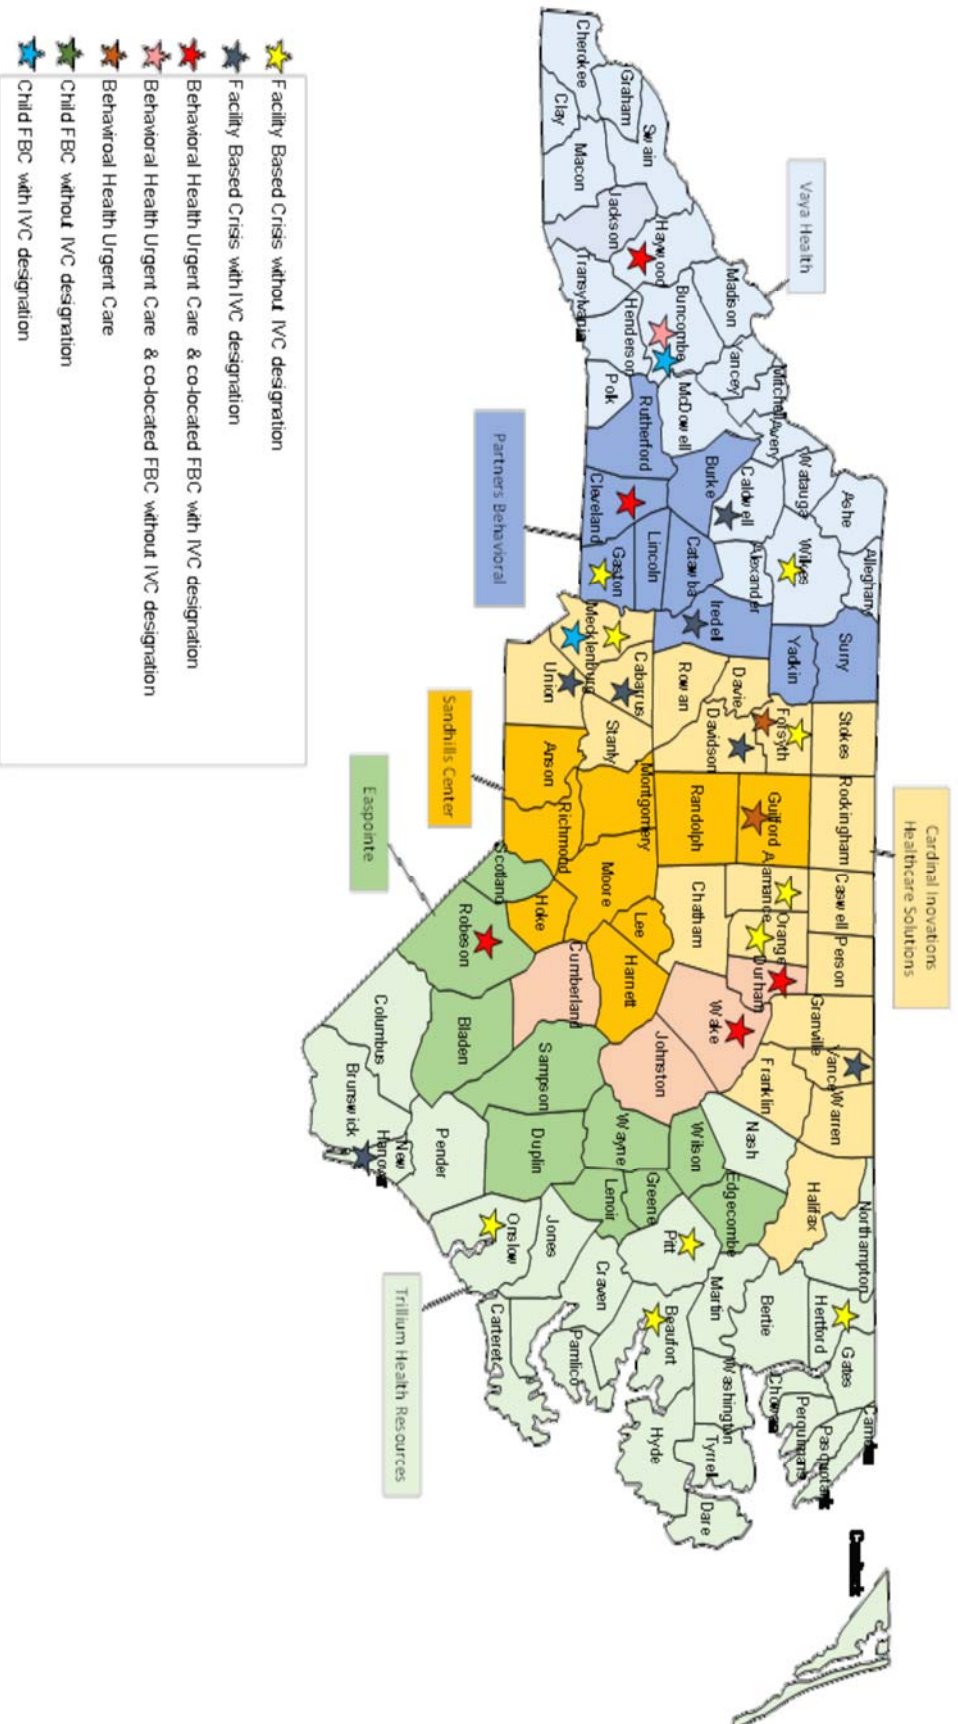 Vaya Health
Cardinal Inovations
Healthcare Solutions
Partners Behavioral
Sandhills Center
Easpointe
Trillium Health Resources
Cherokee
Graham
Clay
Swain
Macon
Jackson
Haywood
Transylvania
Madison
Buncombe
Henderson
Yancey
Mitchell
Avery
McDowell
Polk
Rutherford
Burke
Cleveland
Caldwell
Watauga
Ashe
Alleghany
Wilkes
Alexander
Catawba
Lincoln
Gaston
Iredell
Surry
Yadkin
Mecklenburg
Cabarrus
Union
Rowan
Davie
Davidson
Stanly
Forsyth
Stokes
Anson
Rockingham
Guilford
Randolph
Montgomery
Richmond
Moore
Scotland
Hoke
Lee
Chatham
Alamance
Caswell
Orange
Person
Durham
Harnett
Cumberland
Robeson
Wake
Granville
Vance
Warren
Franklin
Johnston
Sampson
Bladen
Columbus
Brunswick
New
Hanover
Pender
Duplin
Wayne
Wilson
Nash
Halifax
Northampton
Edgecombe
Greene
Lenoir
Pitt
Jones
Onslow
Craven
Carteret
Pamlico
Beaufort
Martin
Bertie
Hertford
Gates
Washington
Tyrrel
Hyde
Dare
Chowan
Perquimans
Pasquotank
Camden
Currituck
Facility Based Crisis without IVC designation
Facility Based Crisis with IVC designation
Behavioral Health Urgent Care & co-located FBC with IVC designation
Behavioral Health Urgent Care & co-located FBC without IVC designation
Behaviroal Health Urgent Care
Child FBC without IVC designation
Child FBC with IVC designation